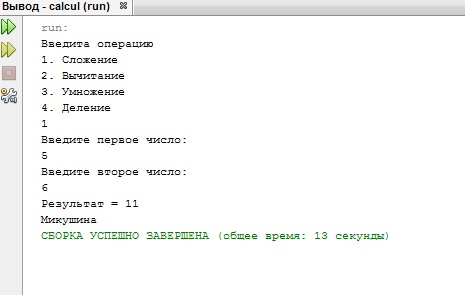 Вывод - calcul (run)
run:
Введита операцию
1. Сложение
2. Вычитание
3. Умножение
4. Деление
1
Введите первое число:
5
Введите второе число:
6
Результат = 11
Микушина
СБОРКА УСПЕШНО ЗАВЕРШЕНА (общее время: 13 секунды)